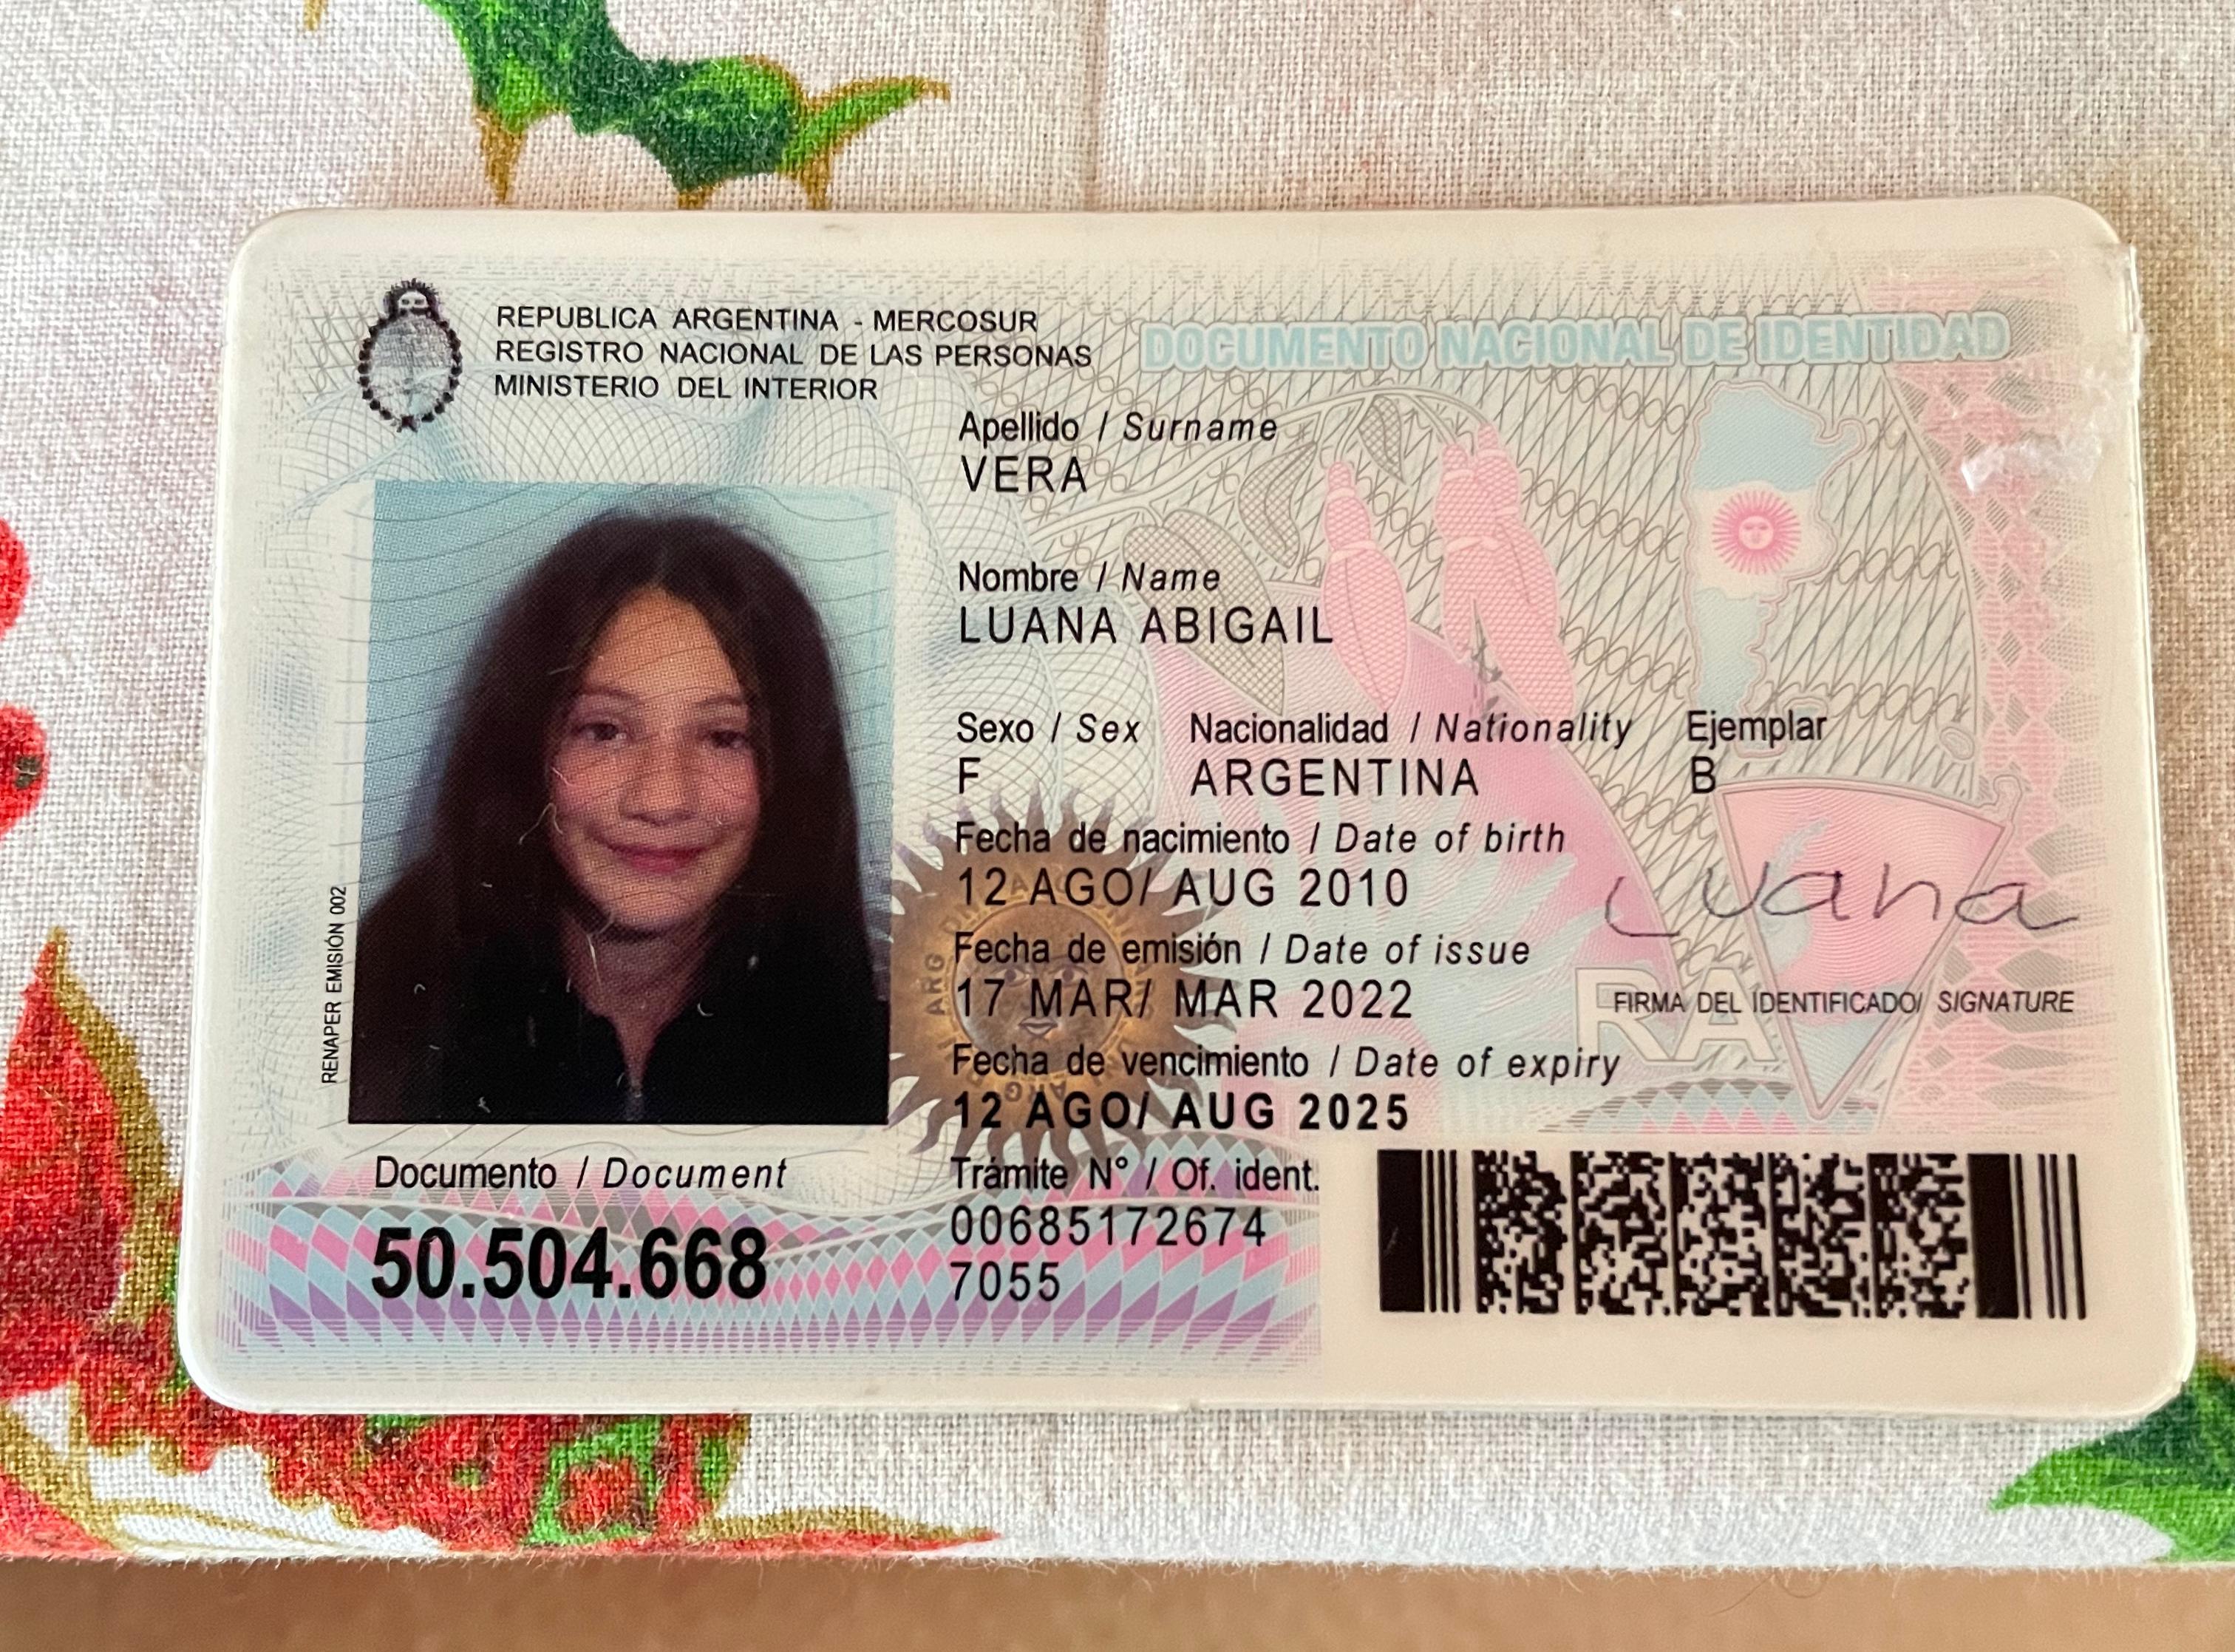 REPUBLICA ARGENTINA - MERCOSUR
REGISTRO NACIONAL DE LAS PERSONAS
MINISTERIO DEL INTERIOR
DOCUMENTO NACIONAL DE IDENTIDAD
Apellido / Surname
VERA
Nombre / Name
LUANA ABIGAIL
Sexo / Sex Nacionalidad / Nationality Ejemplar
F ARGENTINA B
Fecha de nacimiento / Date of birth
12 AGO/ AUG 2010
Luana
Fecha de emisión / Date of issue
17 MAR/ MAR 2022
FIRMA DEL IDENTIFICADO/ SIGNATURE
RA
Fecha de vencimiento / Date of expiry
12 AGO/ AUG 2025
RENAPER EMISIÓN 002
Documento / Document
50.504.668
Trámite N° / Of. ident.
00685172674
7055